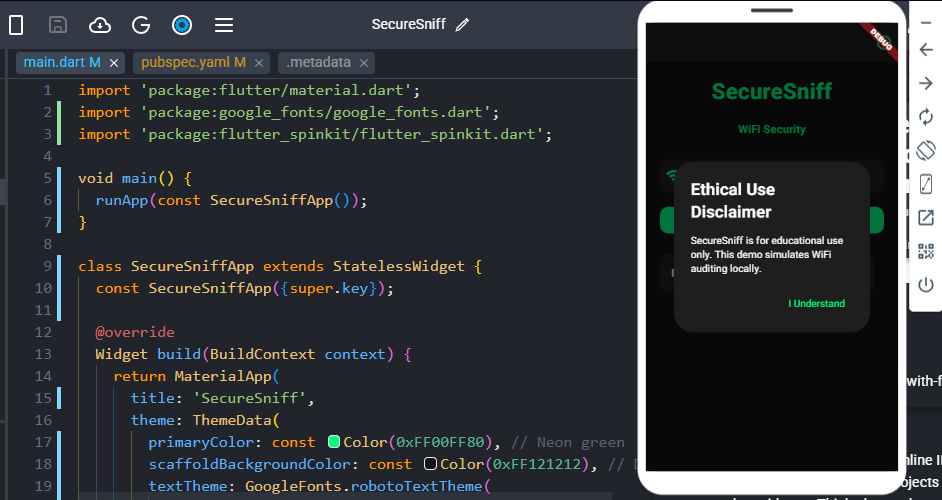 SecureSniff
main.dart M ×
pubspec.yaml M ×
.metadata ×
1 import 'package:flutter/material.dart';
2 import 'package:google_fonts/google_fonts.dart';
3 import 'package:flutter_spinkit/flutter_spinkit.dart';
4
5 void main() {
6 runApp(const SecureSniffApp());
7 }
8
9 class SecureSniffApp extends StatelessWidget {
10 const SecureSniffApp({super.key});
11
12 @override
13 Widget build(BuildContext context) {
14 return MaterialApp(
15 title: 'SecureSniff',
16 theme: ThemeData(
17 primaryColor: const Color(0xFF00FF80), // Neon green
18 scaffoldBackgroundColor: const Color(0xFF121212), //
19 textTheme: GoogleFonts.robotoTextTheme(
DEBUG
SecureSniff
WiFi Security
Ethical Use
Disclaimer
SecureSniff is for educational use
only. This demo simulates WiFi
auditing locally.
I Understand
with-f
nline I
ojects